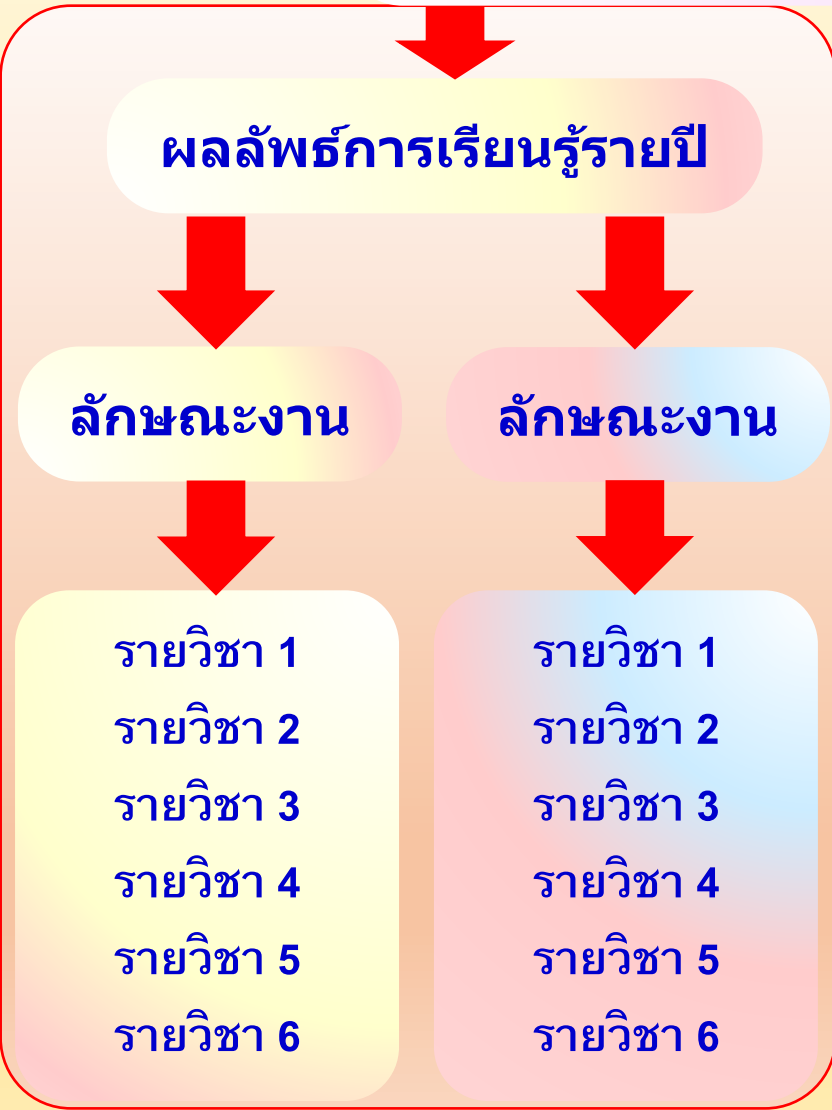 ผลลัพธ์การเรียนรู้รายปี
ลักษณะงาน
ลักษณะงาน
รายวิชา 1
รายวิชา 2
รายวิชา 3
รายวิชา 4
รายวิชา 5
รายวิชา 6
รายวิชา 1
รายวิชา 2
รายวิชา 3
รายวิชา 4
รายวิชา 5
รายวิชา 6